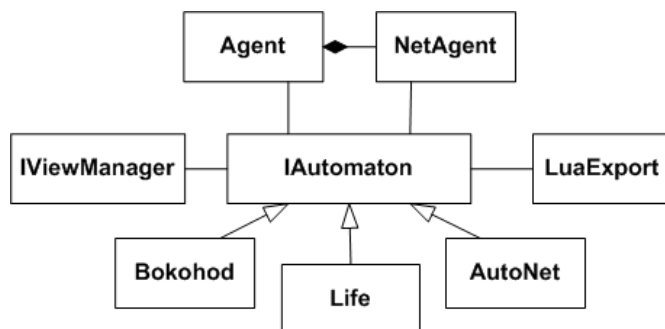 Agent
NetAgent
IViewManager
IAutomaton
LuaExport
Bokohod
Life
AutoNet